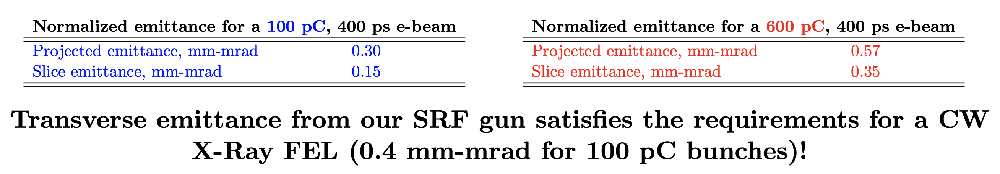 Normalized emittance for a 100 pC, 400 ps e-beam
Projected emittance, mm-mrad 0.30
Slice emittance, mm-mrad 0.15
Normalized emittance for a 600 pC, 400 ps e-beam
Projected emittance, mm-mrad 0.57
Slice emittance, mm-mrad 0.35
Transverse emittance from our SRF gun satisfies the requirements for a CW
X-Ray FEL (0.4 mm-mrad for 100 pC bunches)!